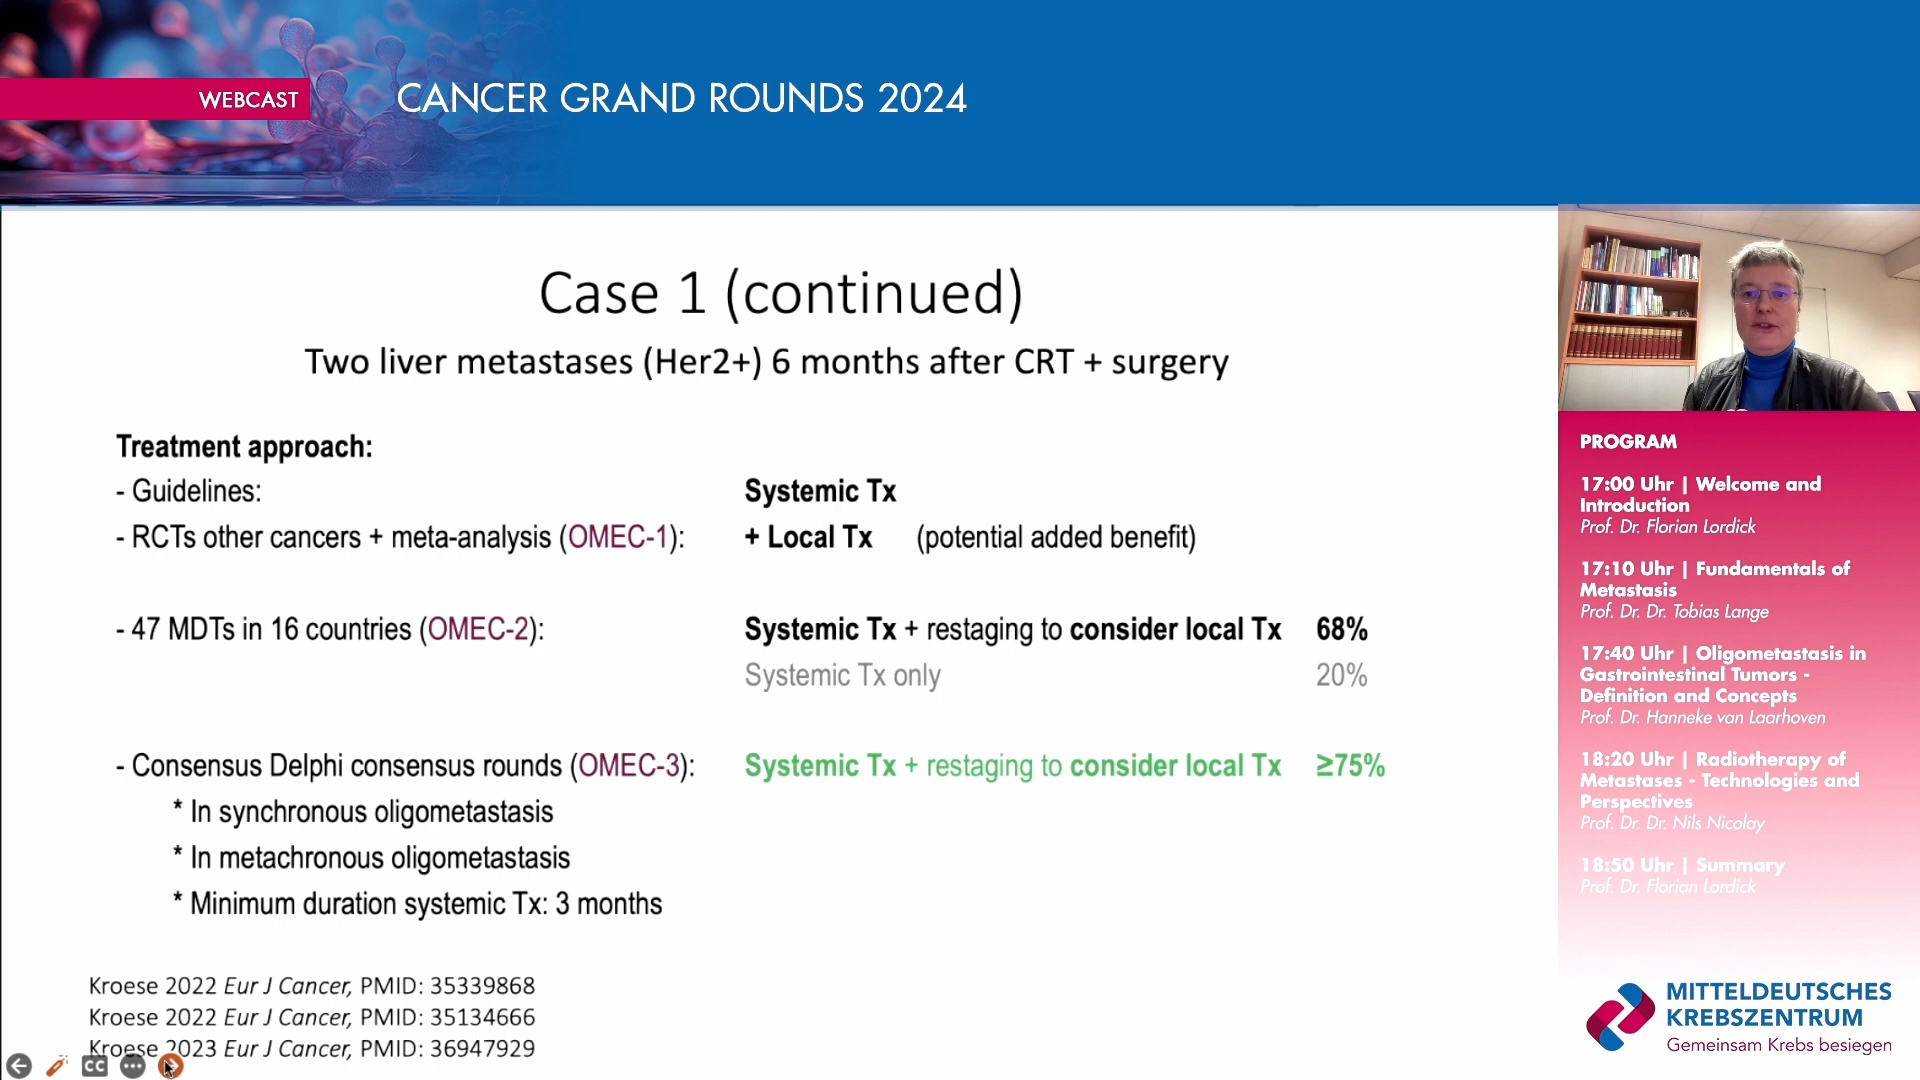 WEBCAST
CANCER GRAND ROUNDS 2024
Case 1 (continued)
Two liver metastases (Her2+) 6 months after CRT + surgery
Treatment approach:
- Guidelines: Systemic Tx
- RCTs other cancers + meta-analysis (OMEC-1): + Local Tx (potential added benefit)
- 47 MDTs in 16 countries (OMEC-2): Systemic Tx + restaging to consider local Tx 68%
Systemic Tx only 20%
- Consensus Delphi consensus rounds (OMEC-3): Systemic Tx + restaging to consider local Tx ≥75%
* In synchronous oligometastasis
* In metachronous oligometastasis
* Minimum duration systemic Tx: 3 months
Kroese 2022 Eur J Cancer, PMID: 35339868
Kroese 2022 Eur J Cancer, PMID: 35134666
Kroese 2023 Eur J Cancer, PMID: 36947929
CC
PROGRAM
17:00 Uhr | Welcome and
Introduction
Prof. Dr. Florian Lordick
17:10 Uhr | Fundamentals of
Metastasis
Prof. Dr. Dr. Tobias Lange
17:40 Uhr | Oligometastasis in
Gastrointestinal Tumors -
Definition and Concepts
Prof. Dr. Hanneke van Laarhoven
18:20 Uhr | Radiotherapy of
Metastases - Technologies and
Perspectives
Prof. Dr. Dr. Nils Nicolay
18:50 Uhr | Summary
Prof. Dr. Florian Lordick
MITTELDEUTSCHES
KREBSZENTRUM
Gemeinsam Krebs besiegen